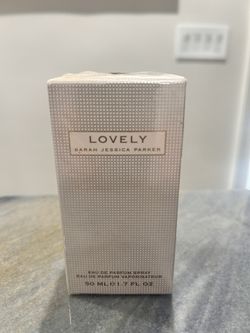 LOVELY
SARAH JESSICA PARKER
EAU DE PARFUM SPRAY
EAU DE PARFUM VAPORISATEUR
50 ML ℮ 1.7 FL OZ